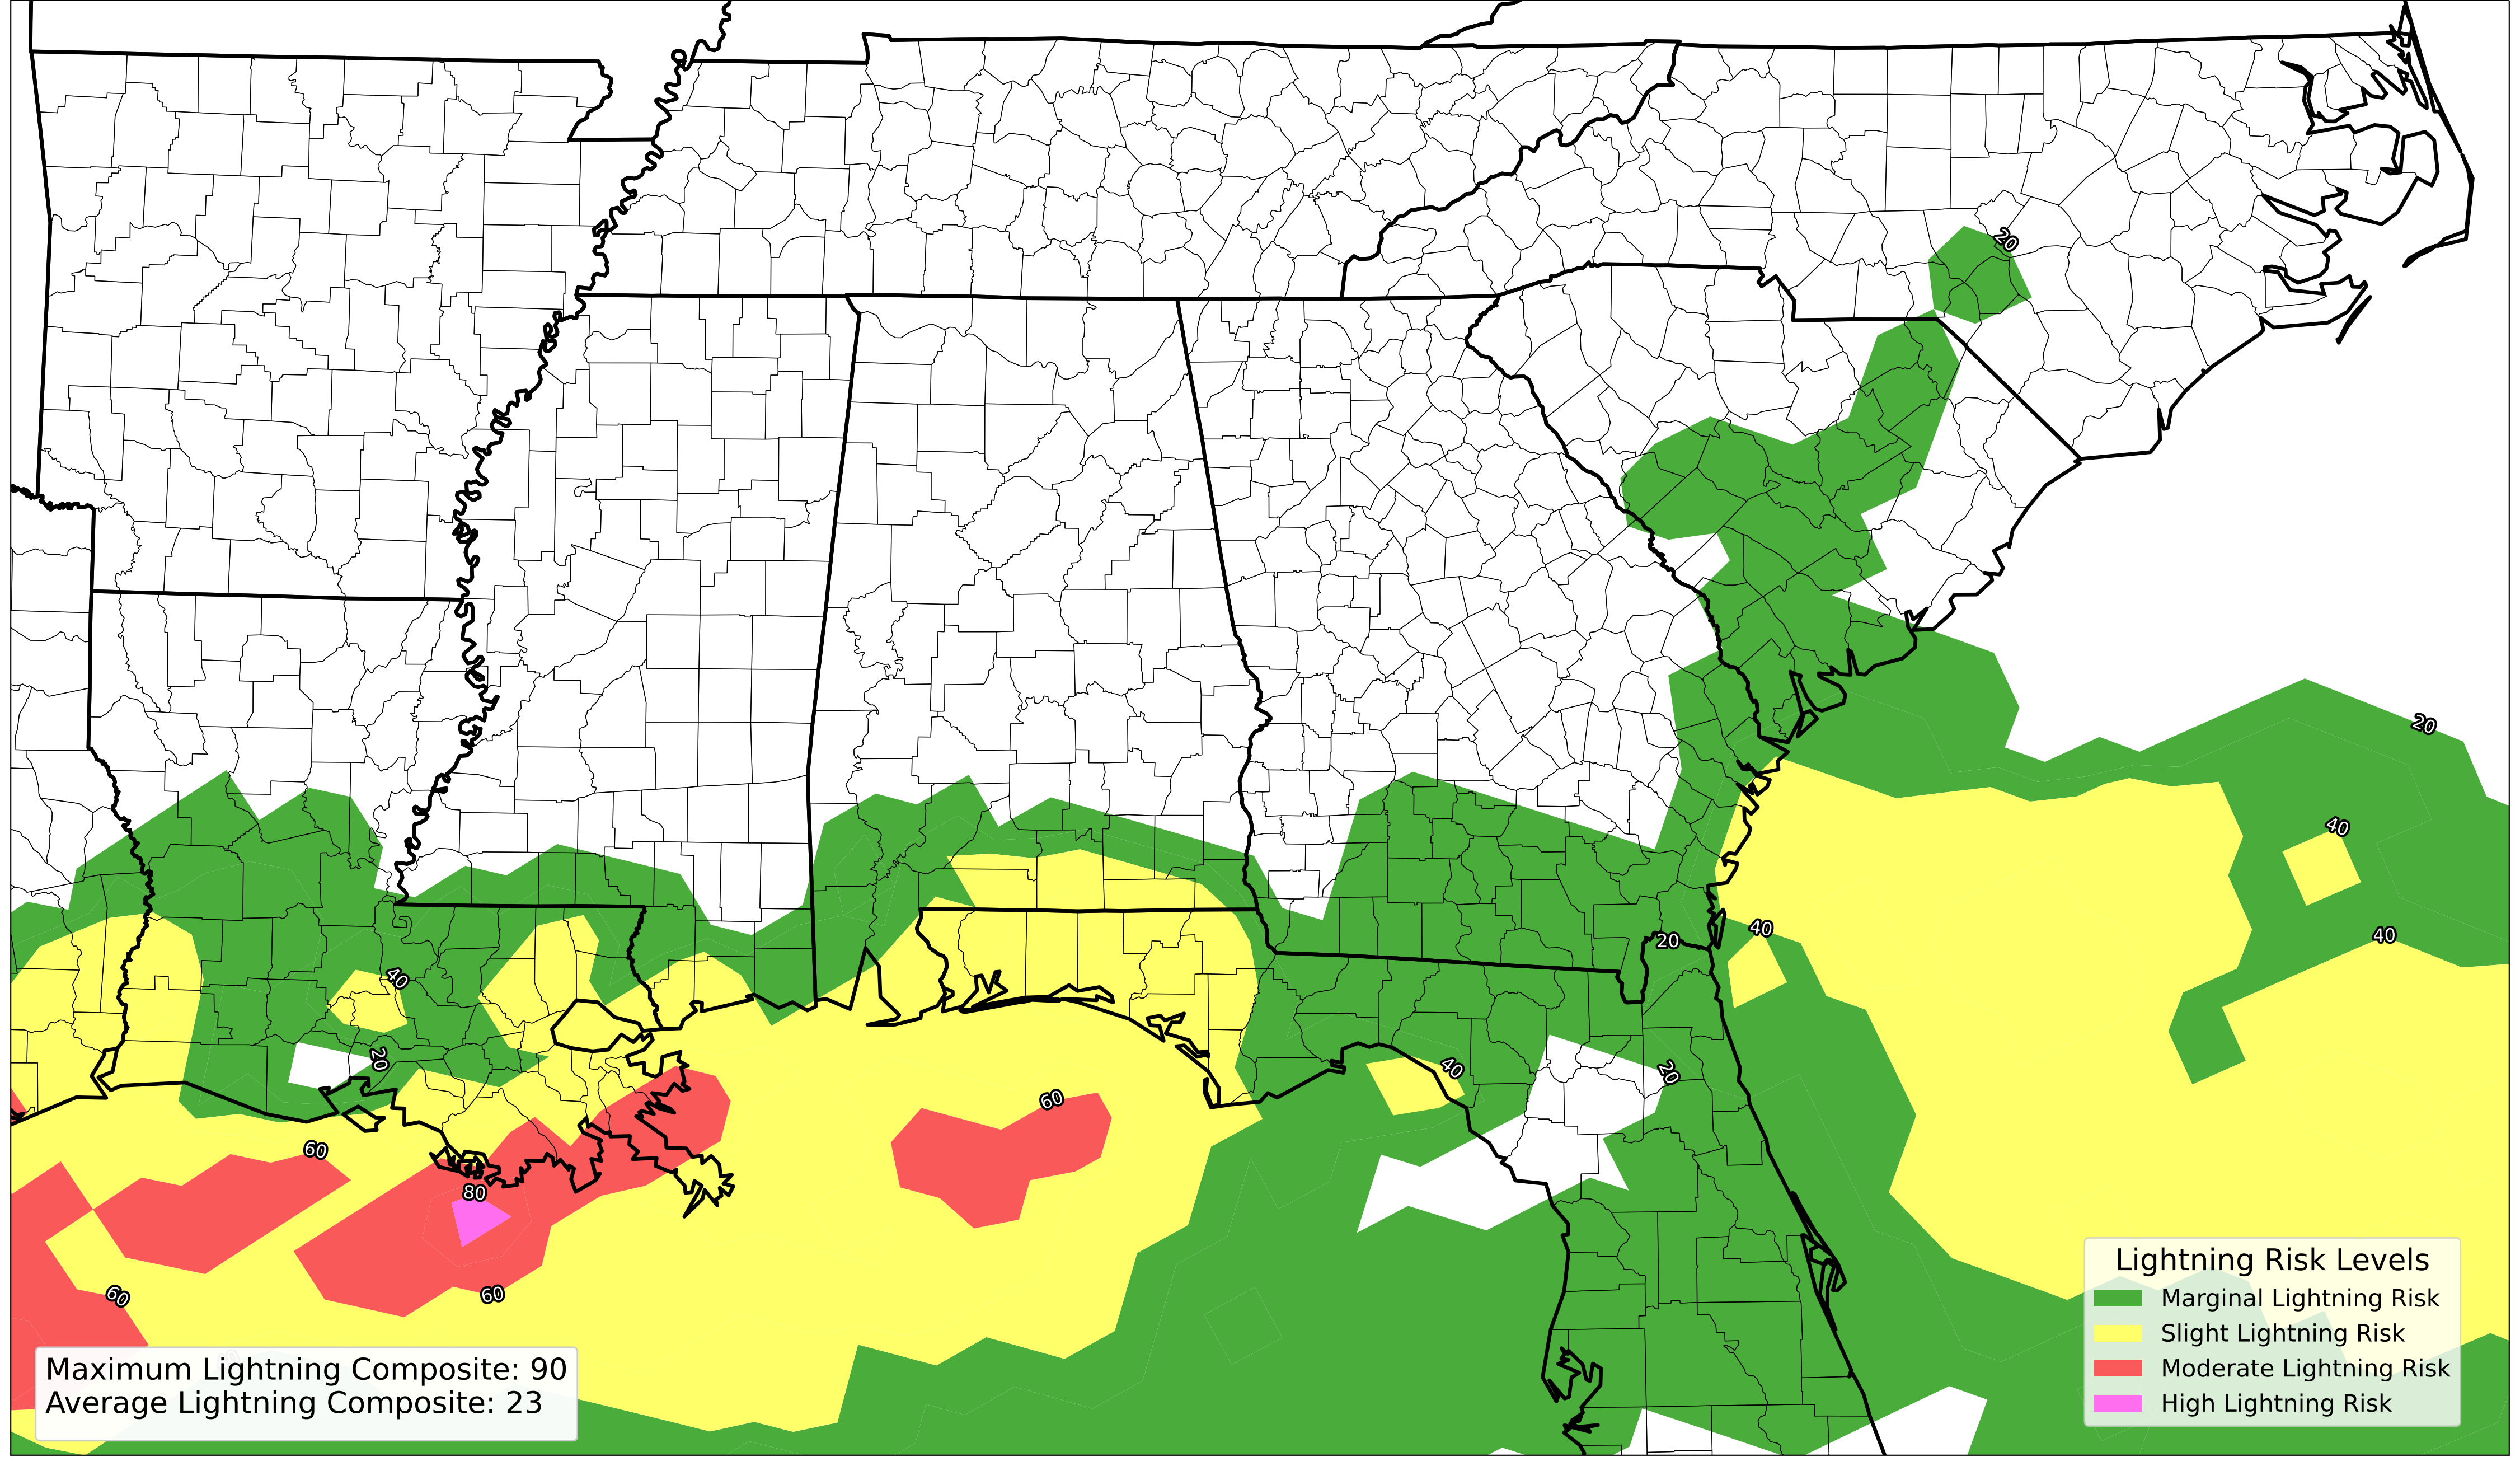 20
20
40
40
40
20
40
20
20
40
60
60
80
60
60
Lightning Risk Levels
Marginal Lightning Risk
Slight Lightning Risk
Moderate Lightning Risk
High Lightning Risk
Maximum Lightning Composite: 90
Average Lightning Composite: 23